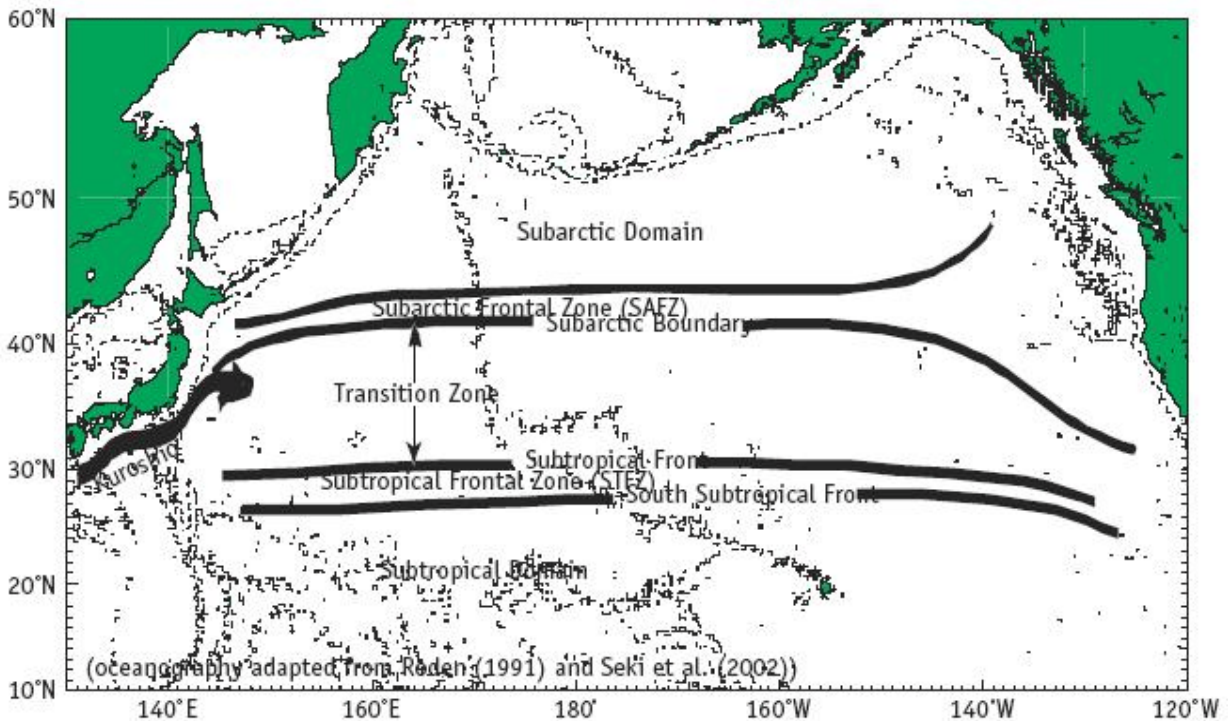 60°N
50°N
Subarctic Domain
Subarctic Frontal Zone (SAFZ)
Subarctic Boundary
40°N
Transition Zone
Kuroshio
30°N
Subtropical Front
Subtropical Frontal Zone (STFZ)
South Subtropical Front
Subtropical Domain
20°N
(oceanography adapted from Roden (1991) and Seki et al. (2002))
10°N
140°E 160°E 180° 160°W 140°W 120°W